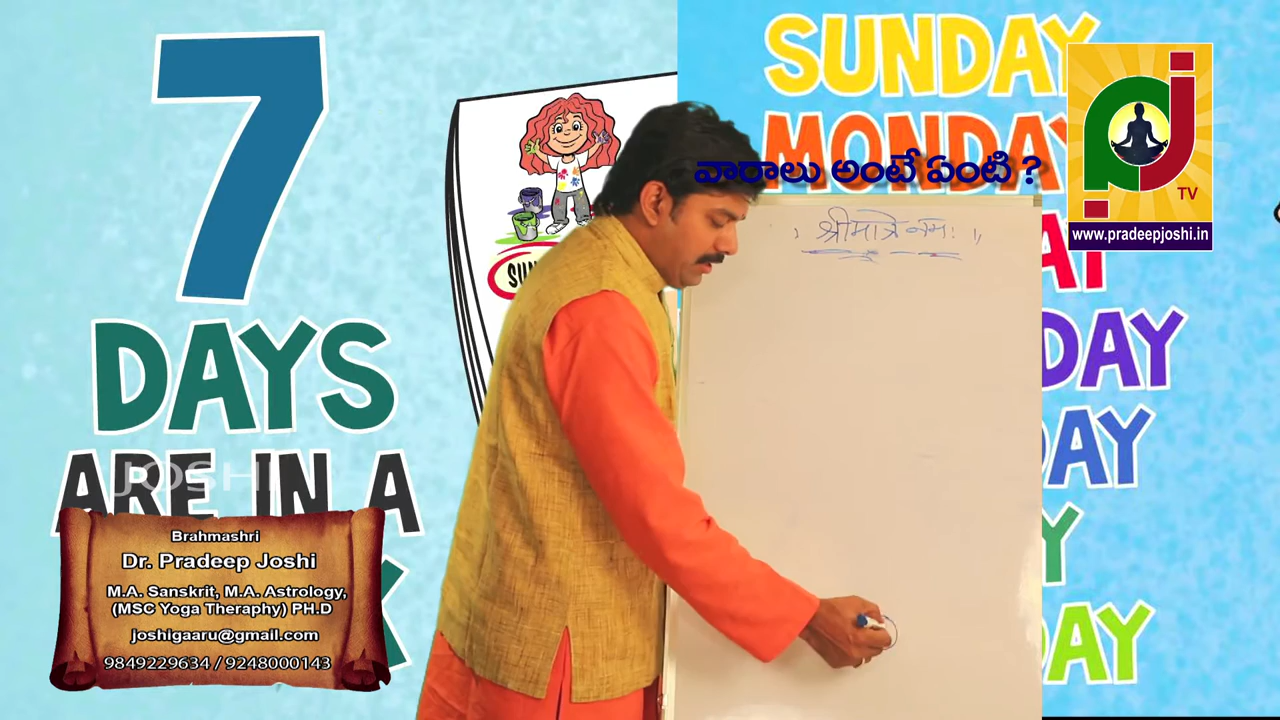 7
DAYS
ARE IN A
JOSHI
SUNDAY
MONDAY
వారాలు అంటే ఏంటి ?
TV
www.pradeepjoshi.in
।। श्रीमात्रे नमः ।।
DAY
DAY
DAY
Brahmashri
Dr. Pradeep Joshi
M.A. Sanskrit, M.A. Astrology,
(MSC Yoga Theraphy) PH.D
joshigaaru@gmail.com
9849229634 / 9248000143